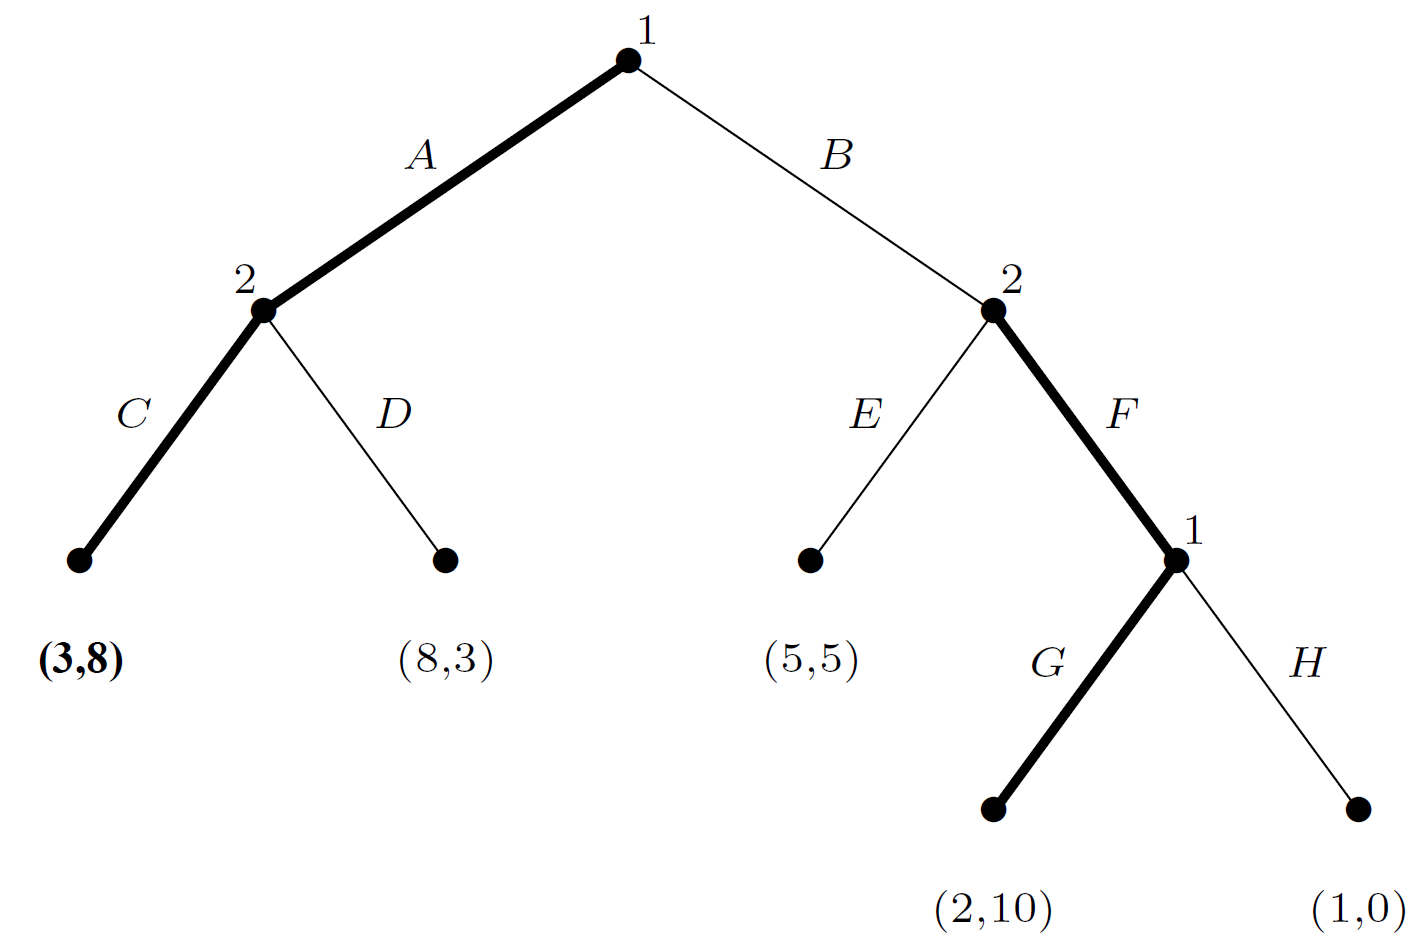 1
A B
2 2
C D E F
1
(3,8) (8,3) (5,5) G H
(2,10) (1,0)